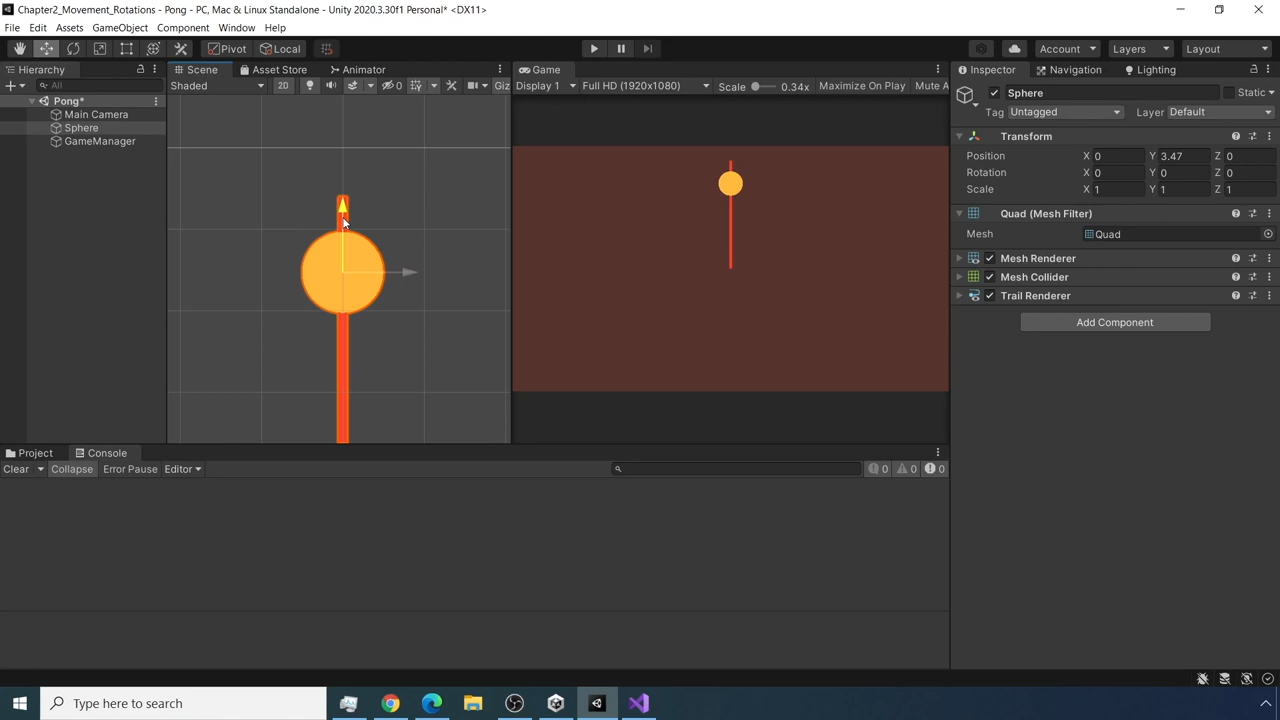 Chapter2_Movement_Rotations - Pong - PC, Mac & Linux Standalone - Unity 2020.3.30f1 Personal* <DX11>
File Edit Assets GameObject Component Window Help
Pivot Local Account Layers Layout
Hierarchy Scene Asset Store Animator Game Inspector Navigation Lighting
All Shaded 20 0 Giz Display 1 Full HD (1920x1080) Scale 0.34x Maximize On Play Mute A Sphere Static
Pong*
Main Camera
Sphere
GameManager
Tag Untagged Layer Default
Transform
Position X 0 Y 3.47 Z 0
Rotation X 0 Y 0 Z 0
Scale X 1 Y 1 Z 1
Quad (Mesh Filter)
Mesh Quad
Mesh Renderer
Mesh Collider
Trail Renderer
Add Component
Project Console
Clear Collapse Error Pause Editor 0 0 0
Type here to search